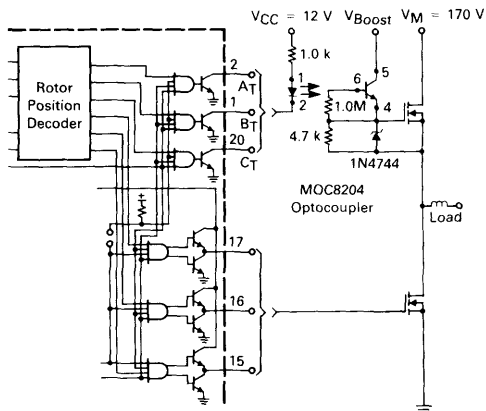 VCC = 12 V
VBoost
VM = 170 V
1.0 k
Rotor
Position
Decoder
2
AT
1
BT
20
CT
1
2
6
5
4
1.0M
4.7 k
1N4744
MOC8204
Optocoupler
Load
+
17
16
15